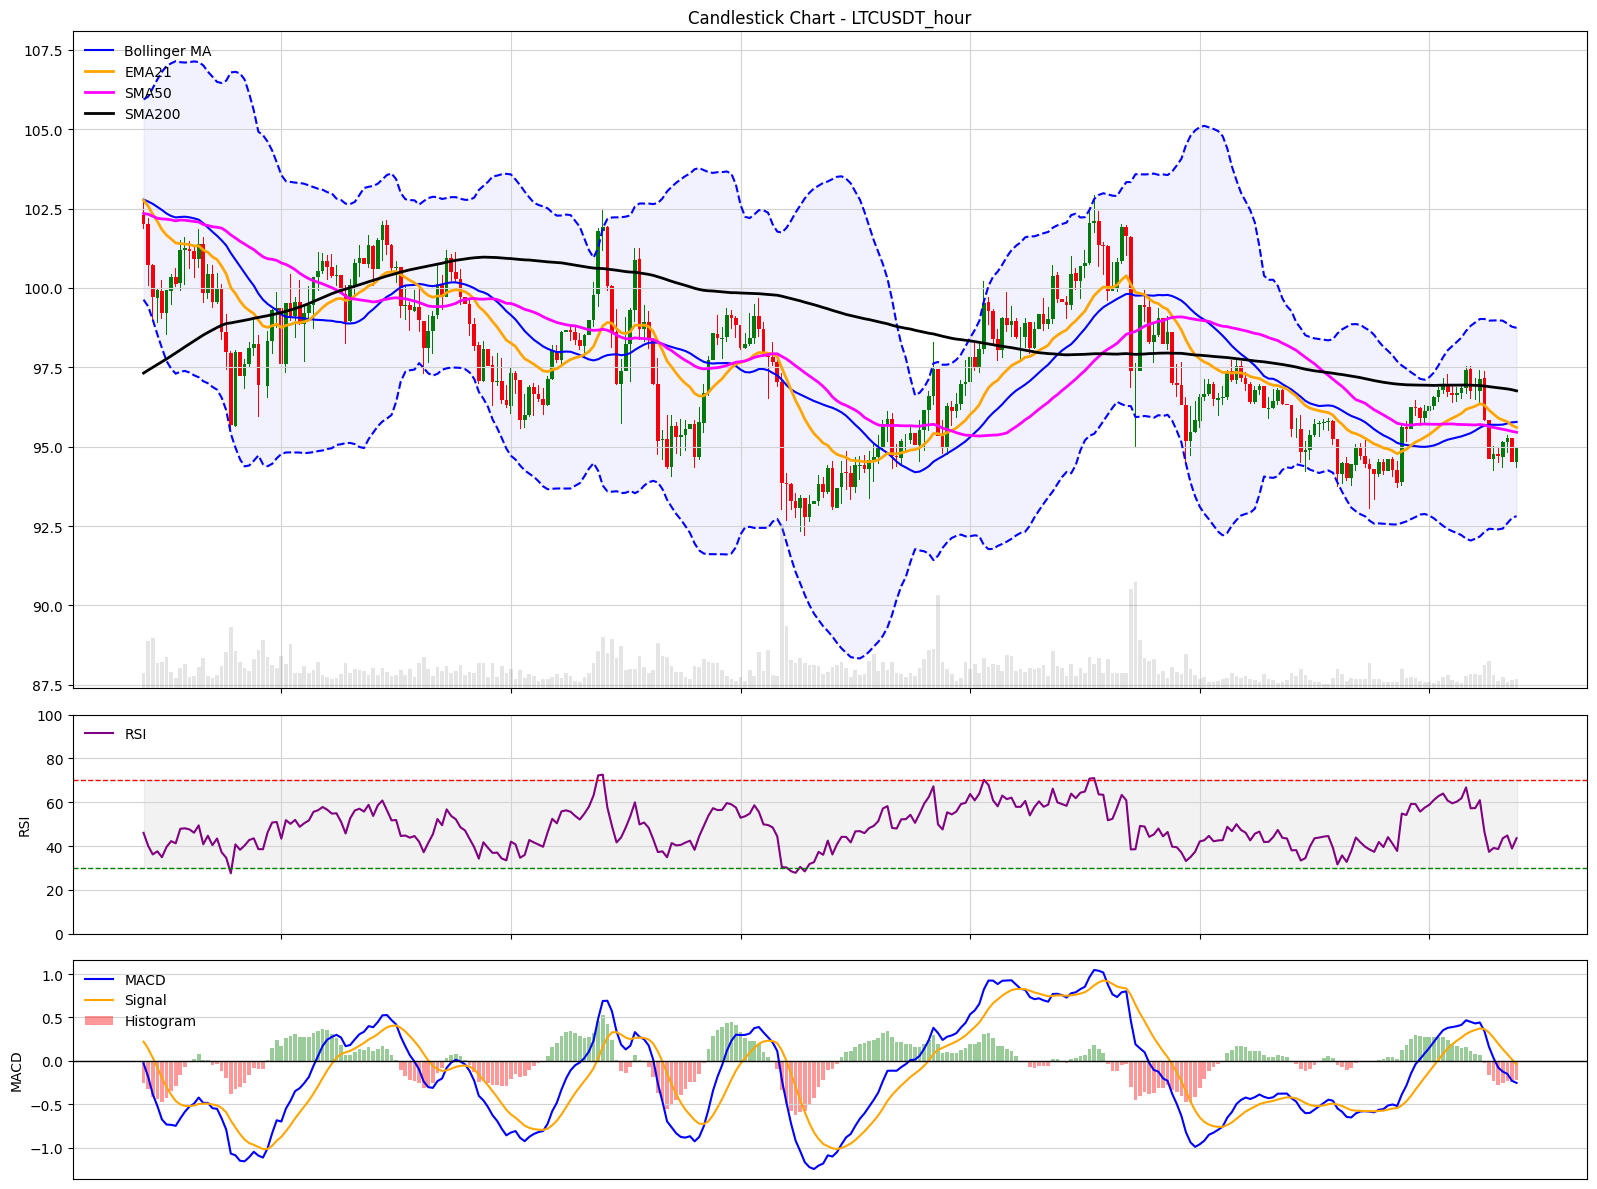 Candlestick Chart - LTCUSDT_hour
107.5
105.0
102.5
100.0
97.5
95.0
92.5
90.0
87.5
Bollinger MA
EMA21
SMA50
SMA200
100
80
60
40
20
0
RSI
RSI
1.0
0.5
0.0
−0.5
−1.0
MACD
MACD
Signal
Histogram